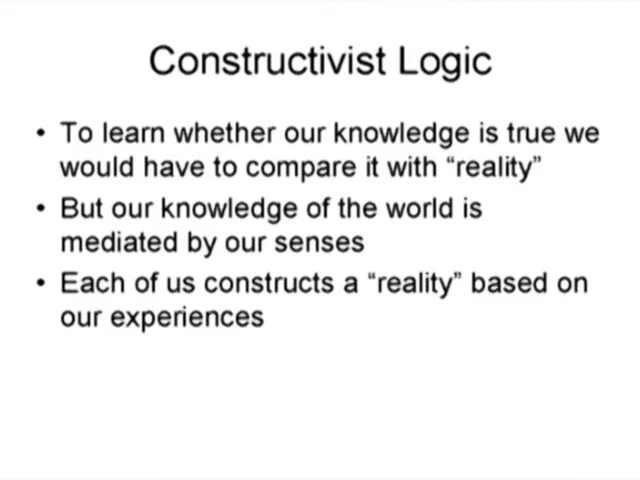 Constructivist Logic
• To learn whether our knowledge is true we
would have to compare it with “reality”
• But our knowledge of the world is
mediated by our senses
• Each of us constructs a “reality” based on
our experiences